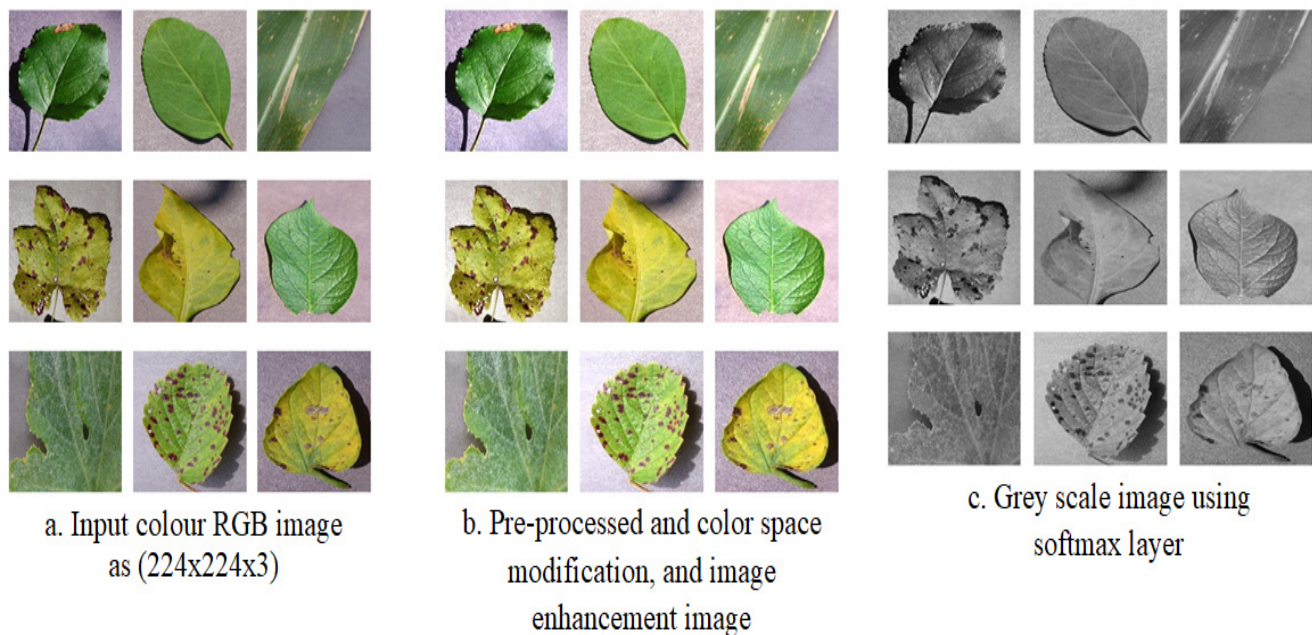 a. Input colour RGB image
as (224x224x3)
b. Pre-processed and color space
modification, and image
enhancement image
c. Grey scale image using
softmax layer